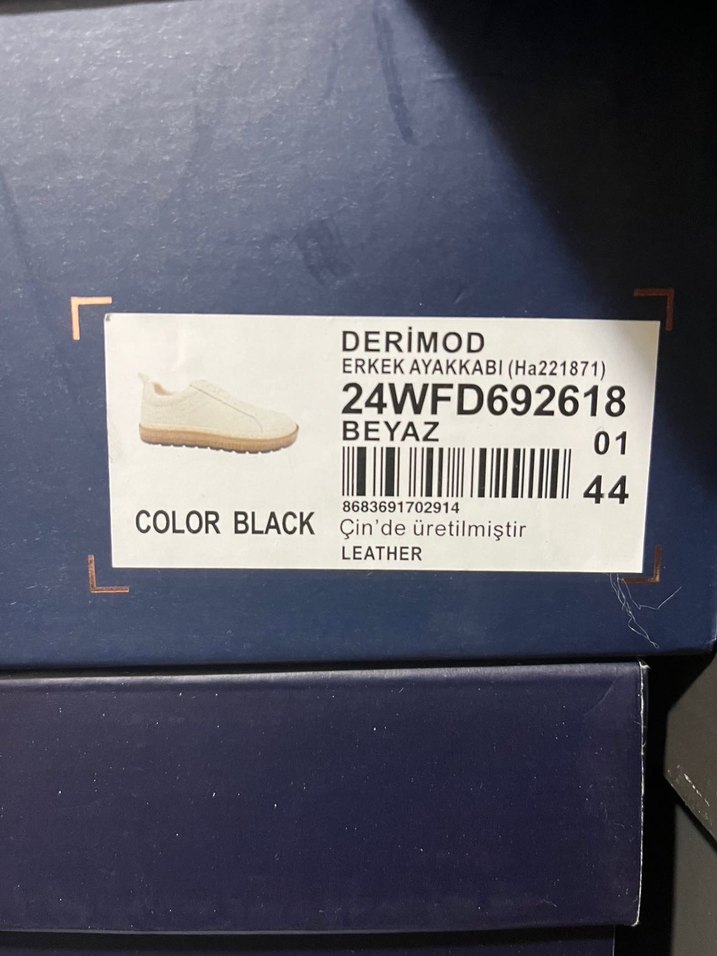 DERİMOD
ERKEK AYAKKABI (Ha221871)
24WFD692618
BEYAZ
01
44
8683691702914
COLOR BLACK
Çin'de üretilmiştir
LEATHER